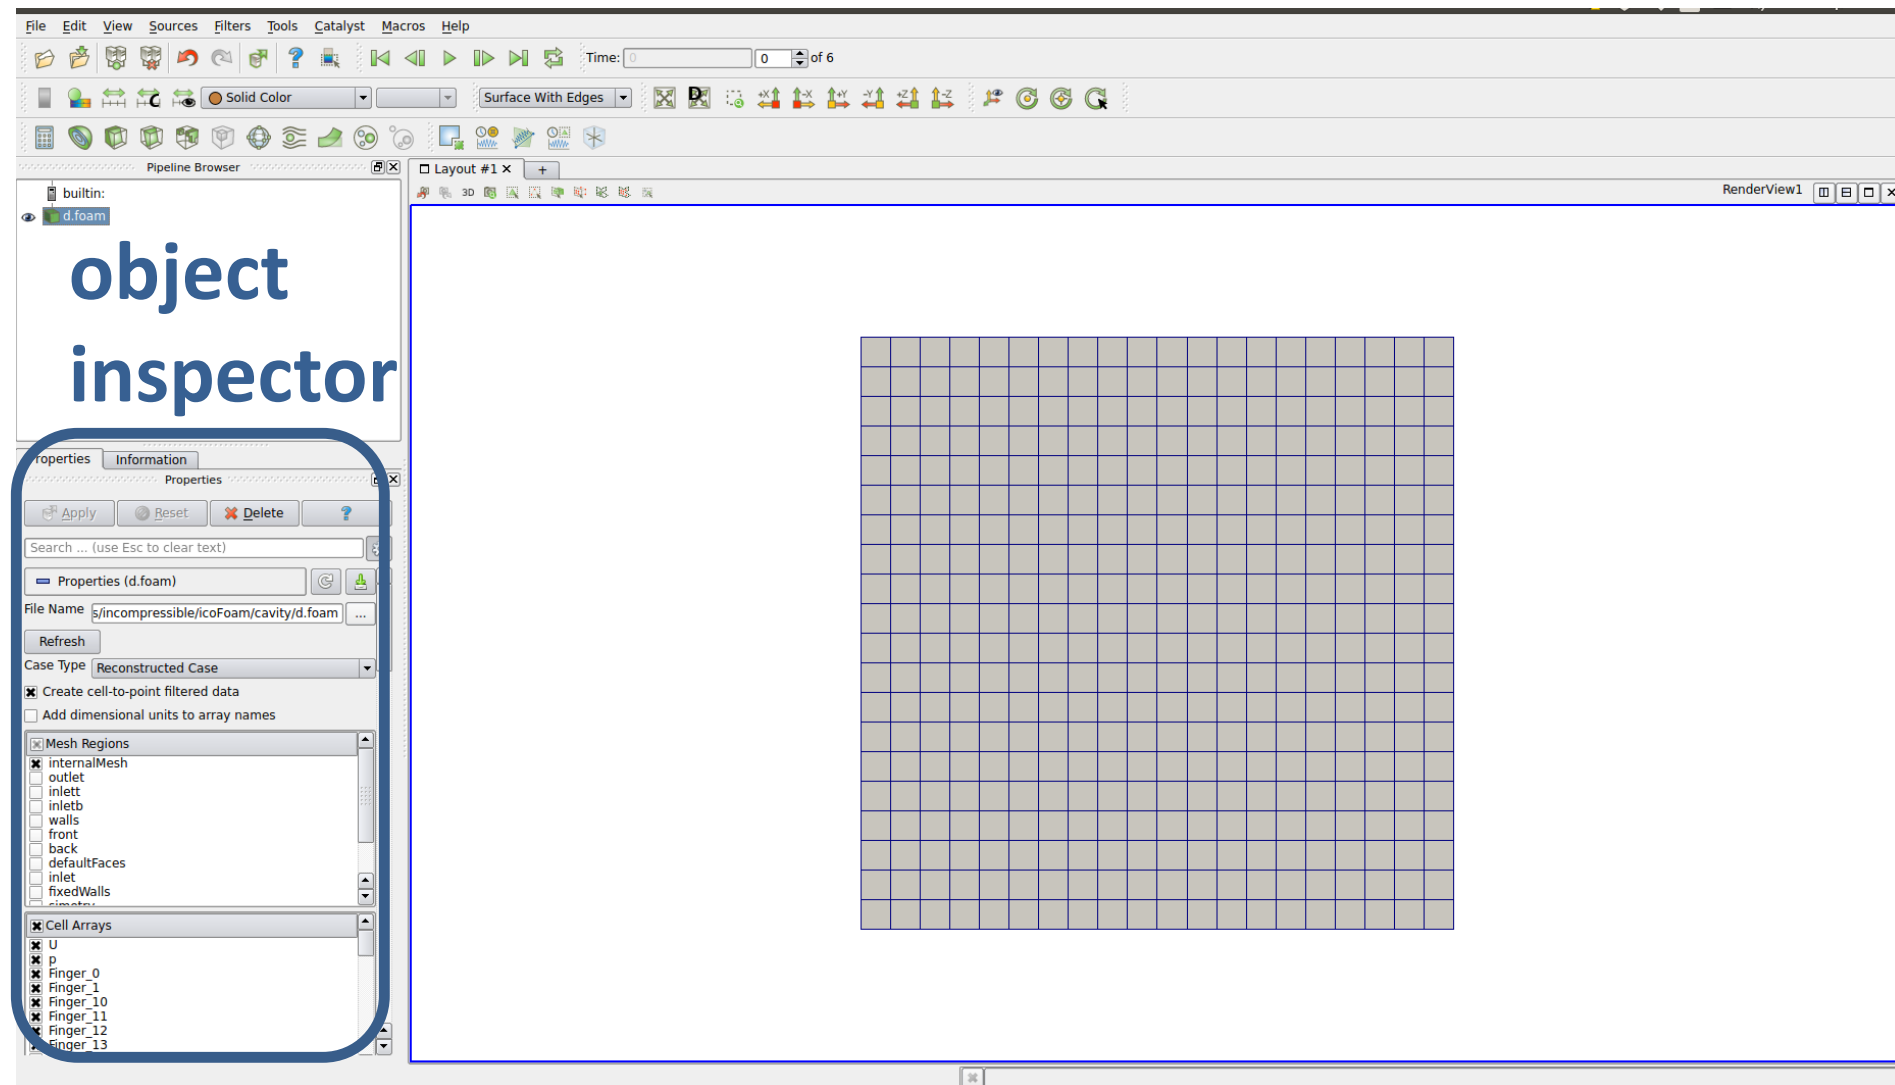 File Edit View Sources Filters Tools Catalyst Macros Help
Time: 0 0 of 6
Solid Color Surface With Edges
Pipeline Browser
Layout #1
3D
RenderView1
builtin:
d.foam
object
inspector
Properties Information
Properties
Apply Reset Delete ?
Search ... (use Esc to clear text)
Properties (d.foam)
File Name s/incompressible/icoFoam/cavity/d.foam ...
Refresh
Case Type Reconstructed Case
Create cell-to-point filtered data
Add dimensional units to array names
Mesh Regions
internalMesh
outlet
inlett
inletb
walls
front
back
defaultFaces
inlet
fixedWalls
simetry
Cell Arrays
U
p
Finger_0
Finger_1
Finger_10
Finger_11
Finger_12
Finger_13